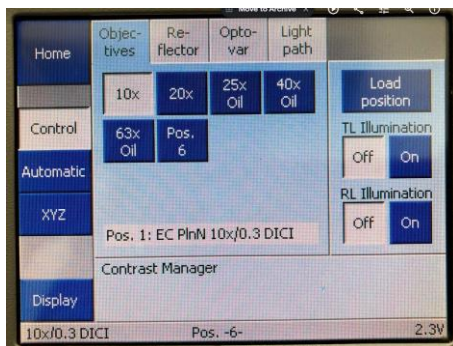 Move to Archive
Home
Objec-
tives
Re-
flector
Opto-
var
Light
path
10x
20x
25x
Oil
40x
Oil
Load
position
Control
63x
Oil
Pos.
6
TL Illumination
Off On
Automatic
RL Illumination
Off On
XYZ
Pos. 1: EC PlnN 10x/0.3 DICI
Contrast Manager
Display
10x/0.3 DICI Pos. -6- 2.3V